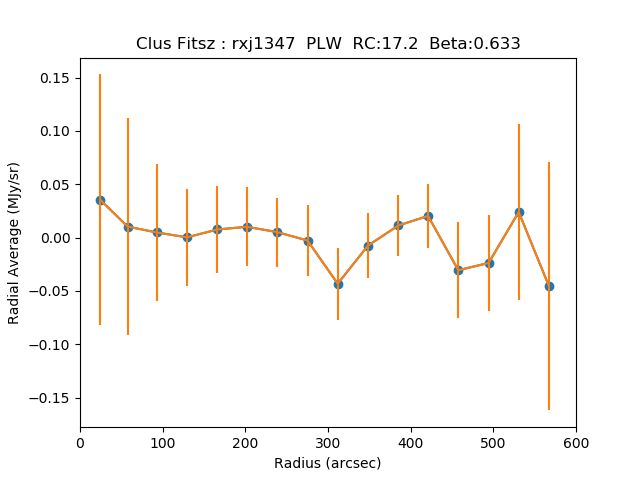 Clus Fitsz : rxj1347  PLW  RC:17.2  Beta:0.633
0.15
0.10
0.05
0.00
−0.05
−0.10
−0.15
Radial Average (MJy/sr)
0 100 200 300 400 500 600
Radius (arcsec)